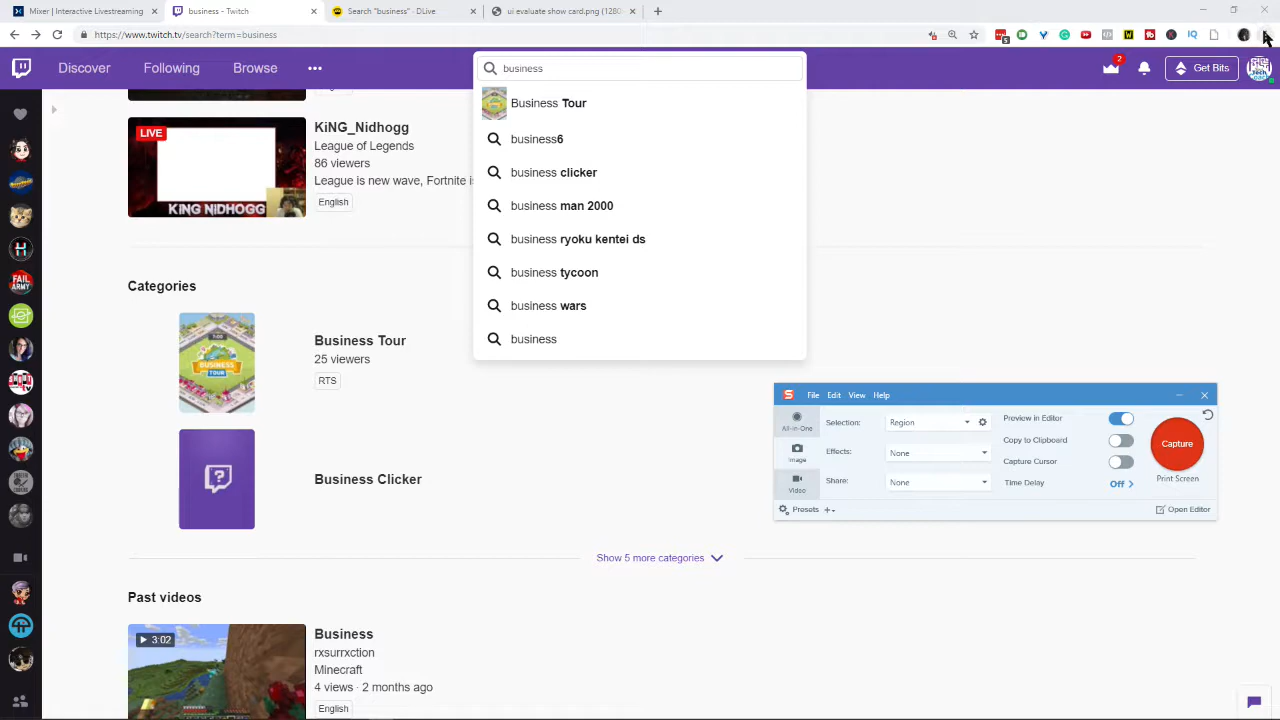 Mixer | Interactive Livestreaming
business - Twitch
Search "business" - DLive
ui evaluate show card.png (1280
https://www.twitch.tv/search?term=business
Discover
Following
Browse
business
2
Get Bits
Business Tour
business6
business clicker
business man 2000
business ryoku kentei ds
business tycoon
business wars
business
LIVE
KING NIDHOGG
KiNG_Nidhogg
League of Legends
86 viewers
League is new wave, Fortnite is
English
Categories
BUSINESS
TOUR
Business Tour
25 viewers
RTS
Business Clicker
Show 5 more categories
Past videos
3:02
Business
rxsurrxction
Minecraft
4 views · 2 months ago
English
FAIL
ARMY
File Edit View Help
All-in-One
Image
Video
Selection: Region
Effects: None
Share: None
Preview in Editor
Copy to Clipboard
Capture Cursor
Time Delay Off
Capture
Print Screen
Presets
Open Editor